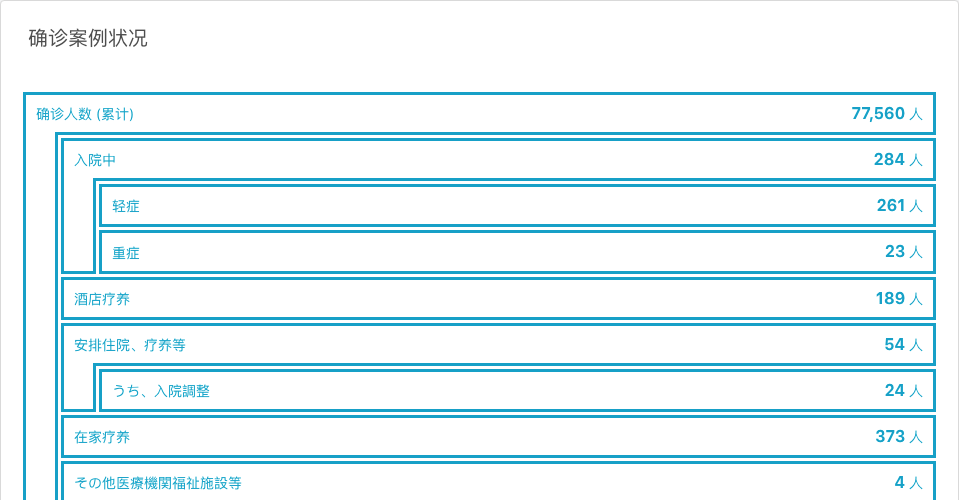 确诊案例状况
确诊人数 (累计) 77,560 人
入院中 284 人
轻症 261 人
重症 23 人
酒店疗养 189 人
安排住院、疗养等 54 人
うち、入院調整 24 人
在家疗养 373 人
その他医療機関福祉施設等 4 人